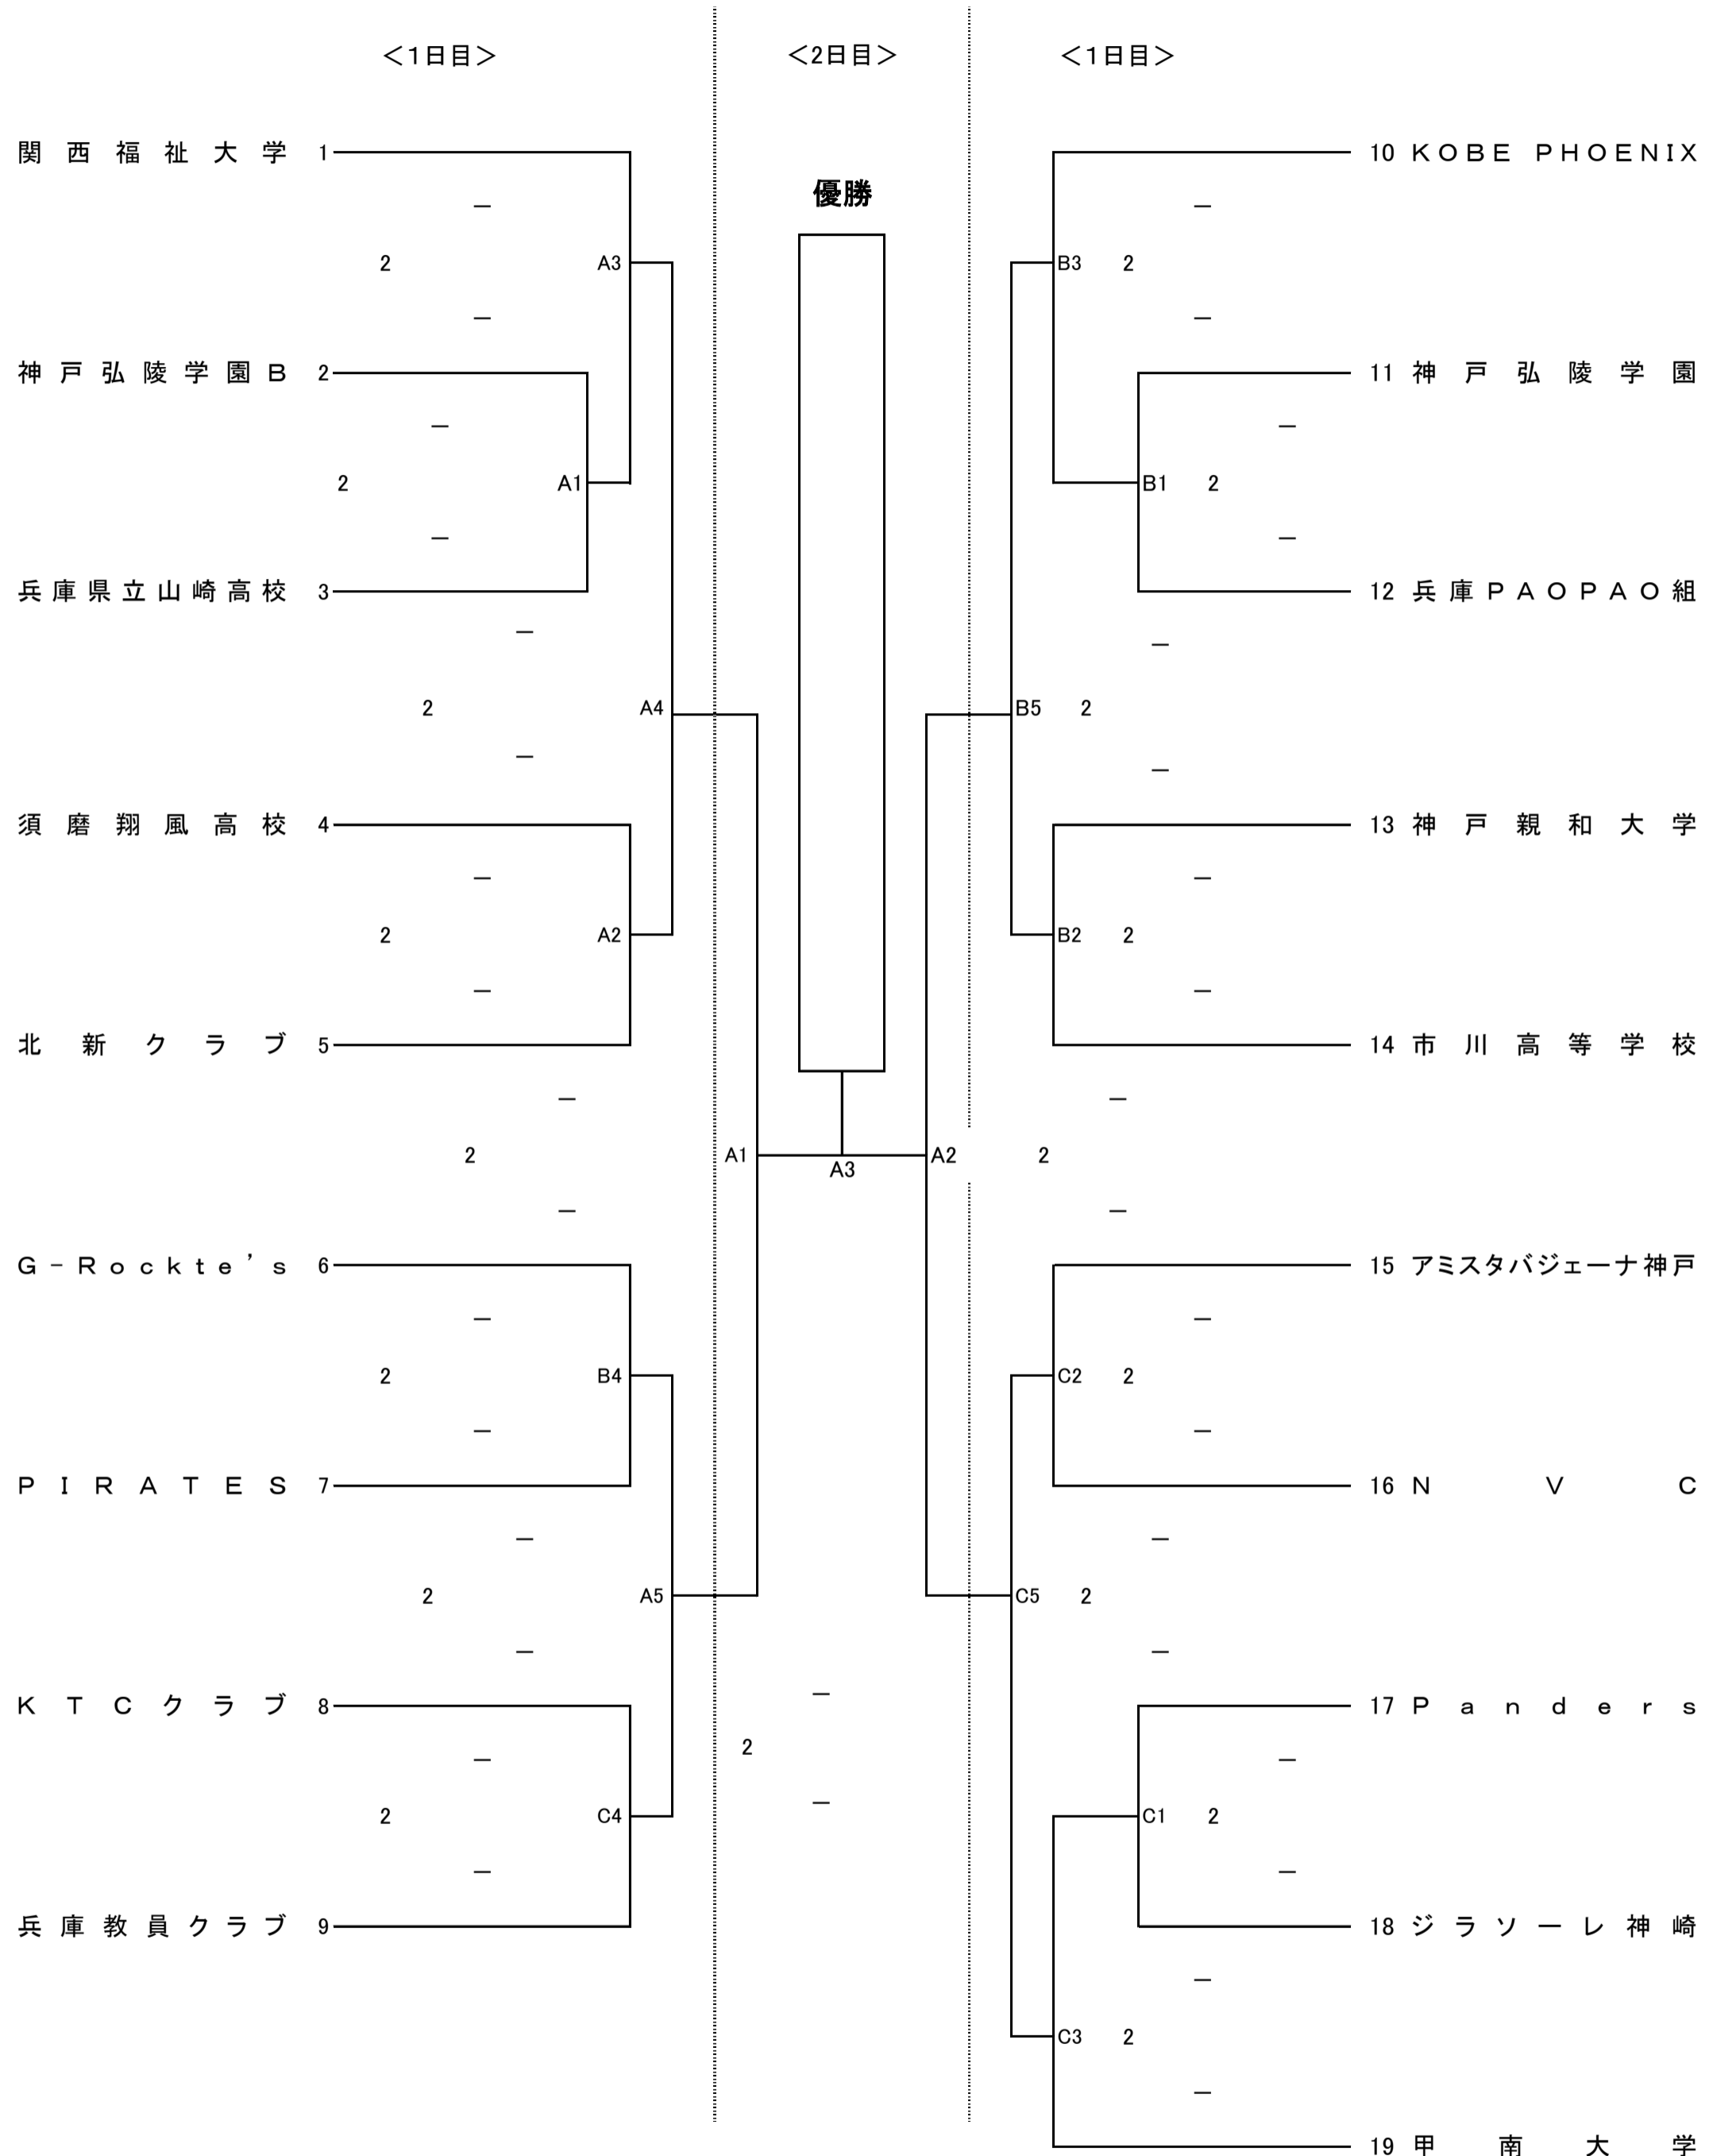 ＜1日目＞ ＜2日目＞ ＜1日目＞
関西福祉大学 1 10 KOBE PHOENIX
優勝
－ －
2 A3 B3 2
－ －
神戸弘陵学園B 2 11 神戸弘陵学園
－ －
2 A1 B1 2
－ －
兵庫県立山崎高校 3 12 兵庫PAOPAO組
－ －
2 A4 B5 2
－ －
須磨翔風高校 4 13 神戸親和大学
－ －
2 A2 B2 2
－ －
北新クラブ 5 14 市川高等学校
－ －
2 A1 A3 A2 2
－ －
G-Rockte's 6 15 アミスタバジェーナ神戸
－ －
2 B4 C2 2
－ －
PIRATES 7 16 NVC
－ －
2 A5 C5 2
－ －
－
KTCクラブ 8 17 Panders
2
－ －
－
2 C4 C1 2
－ －
兵庫教員クラブ 9 18 ジラソーレ神崎
－
C3 2
－
19 甲南大学